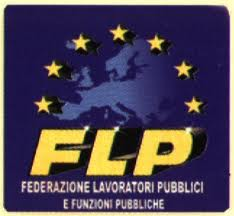 FLP
FEDERAZIONE LAVORATORI PUBBLICI
E FUNZIONI PUBBLICHE